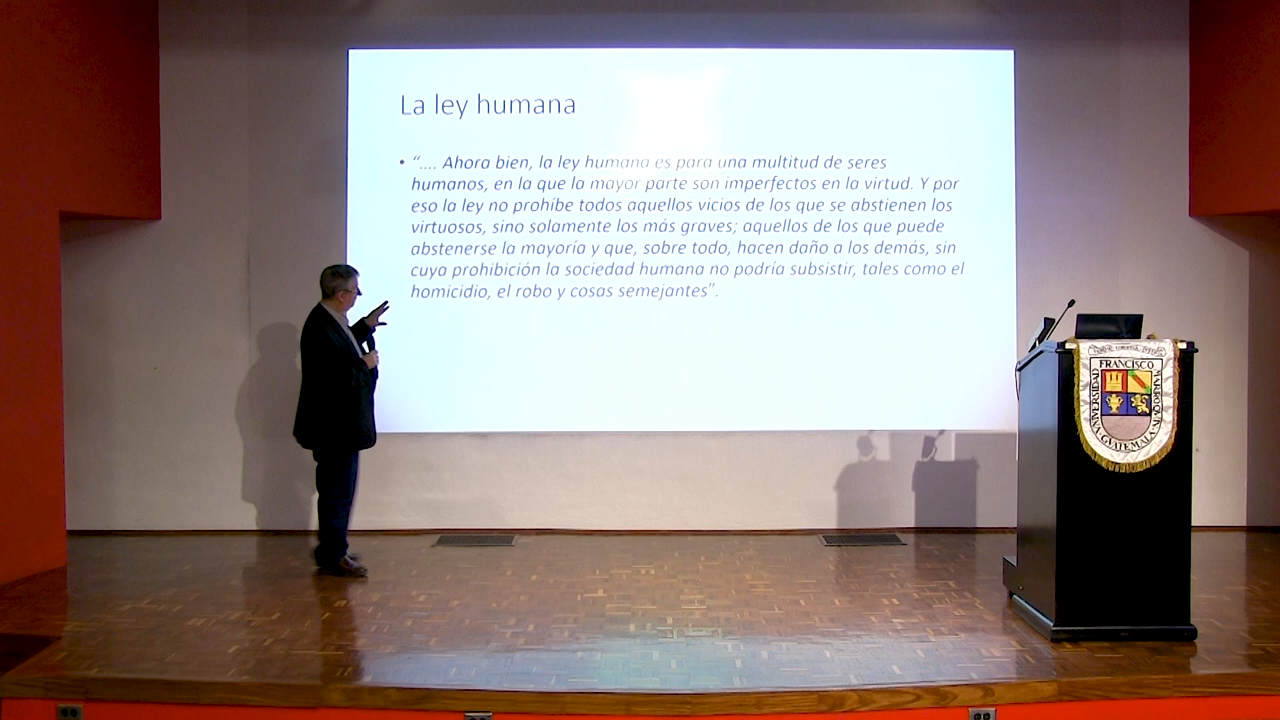 La ley humana
• “.... Ahora bien, la ley humana es para una multitud de seres
humanos, en la que la mayor parte son imperfectos en la virtud. Y por
eso la ley no prohíbe todos aquellos vicios de los que se abstienen los
virtuosos, sino solamente los más graves; aquellos de los que puede
abstenerse la mayoría y que, sobre todo, hacen daño a los demás, sin
cuya prohibición la sociedad humana no podría subsistir, tales como el
homicidio, el robo y cosas semejantes”.
UNIVERSIDAD
FRANCISCO
MARROQUIN
GUATEMALA